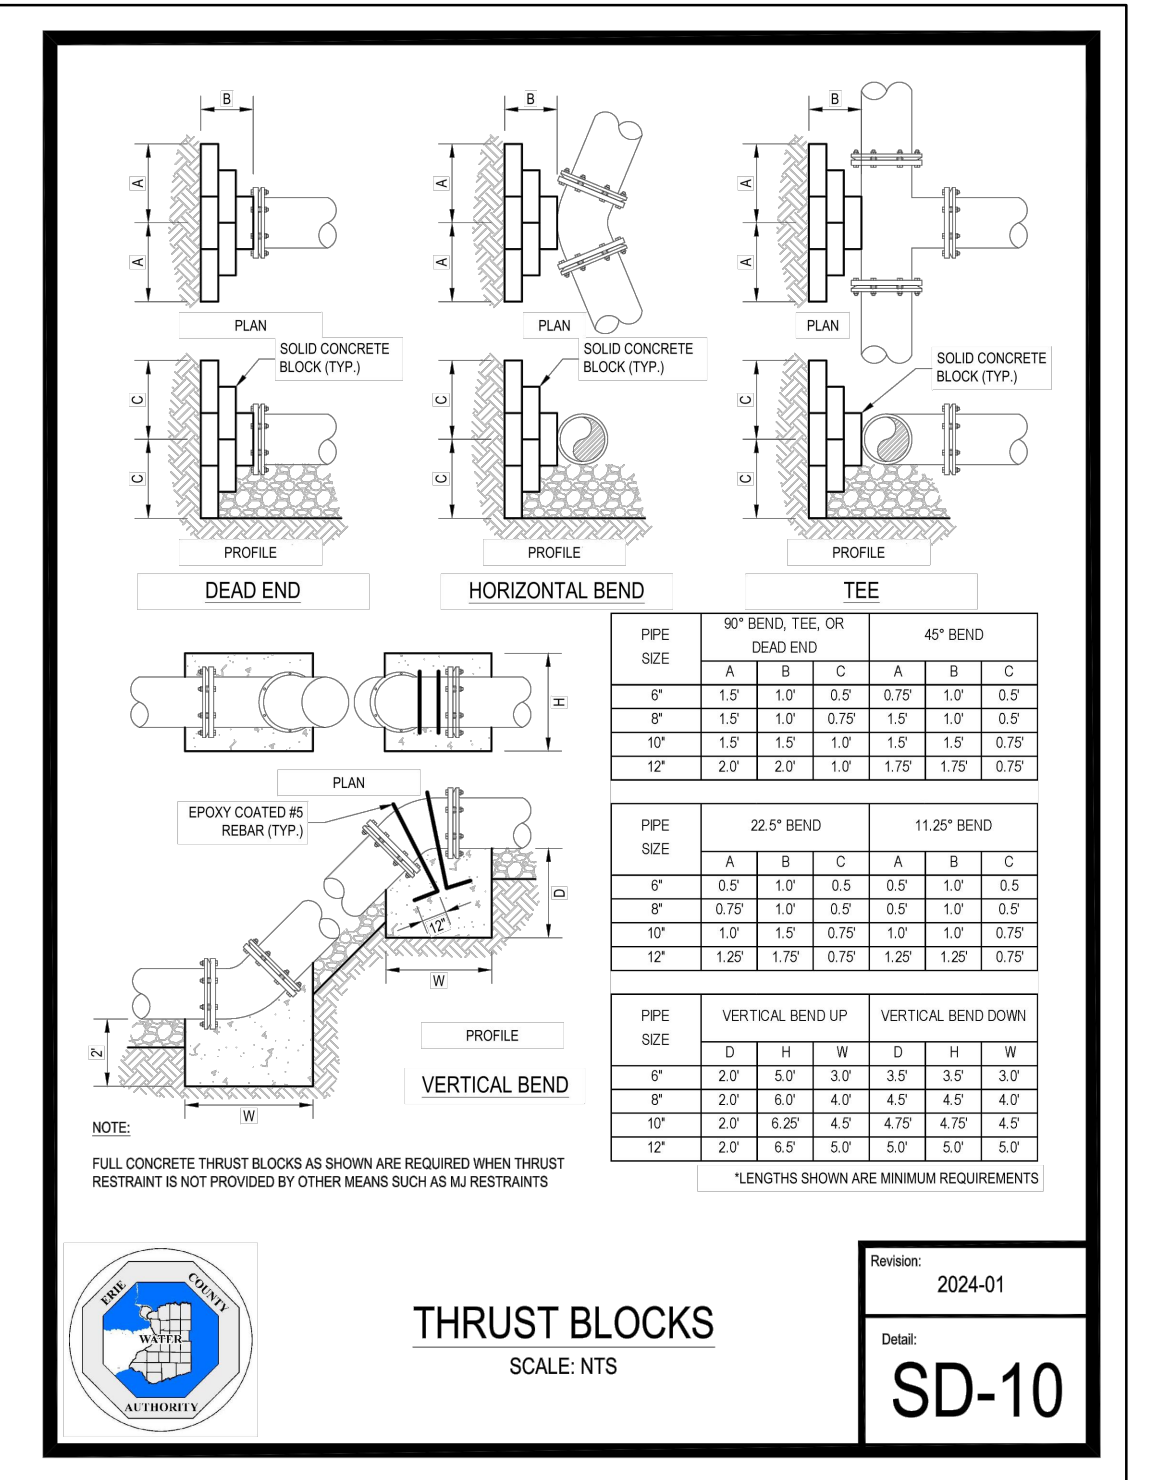 B
B
B
A
A
A
A
A
A
PLAN
PLAN
PLAN
SOLID CONCRETE
BLOCK (TYP.)
SOLID CONCRETE
BLOCK (TYP.)
SOLID CONCRETE
BLOCK (TYP.)
C
C
C
C
C
C
PROFILE
PROFILE
PROFILE
DEAD END
HORIZONTAL BEND
TEE
H
PLAN
EPOXY COATED #5
REBAR (TYP.)
D
12"
W
2'
W
PROFILE
VERTICAL BEND
PIPE
SIZE
90° BEND, TEE, OR
DEAD END
45° BEND
A B C A B C
6" 1.5' 1.0' 0.5' 0.75' 1.0' 0.5'
8" 1.5' 1.0' 0.75' 1.5' 1.0' 0.5'
10" 1.5' 1.5' 1.0' 1.5' 1.5' 0.75'
12" 2.0' 2.0' 1.0' 1.75' 1.75' 0.75'
PIPE
SIZE
22.5° BEND 11.25° BEND
A B C A B C
6" 0.5' 1.0' 0.5 0.5' 1.0' 0.5
8" 0.75' 1.0' 0.5' 0.5' 1.0' 0.5'
10" 1.0' 1.5' 0.75' 1.0' 1.0' 0.75'
12" 1.25' 1.75' 0.75' 1.25' 1.25' 0.75'
PIPE
SIZE
VERTICAL BEND UP VERTICAL BEND DOWN
D H W D H W
6" 2.0' 5.0' 3.0' 3.5' 3.5' 3.0'
8" 2.0' 6.0' 4.0' 4.5' 4.5' 4.0'
10" 2.0' 6.25' 4.5' 4.75' 4.75' 4.5'
12" 2.0' 6.5' 5.0' 5.0' 5.0' 5.0'
*LENGTHS SHOWN ARE MINIMUM REQUIREMENTS
NOTE:
FULL CONCRETE THRUST BLOCKS AS SHOWN ARE REQUIRED WHEN THRUST
RESTRAINT IS NOT PROVIDED BY OTHER MEANS SUCH AS MJ RESTRAINTS
ERIE COUNTY
WATER
AUTHORITY
THRUST BLOCKS
SCALE: NTS
Revision:
2024-01
Detail:
SD-10